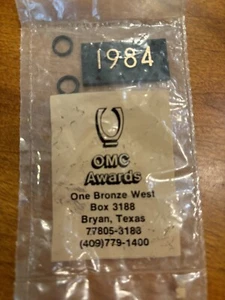 1984
OMC
Awards
One Bronze West
Box 3188
Bryan, Texas
77805-3188
(409)779-1400